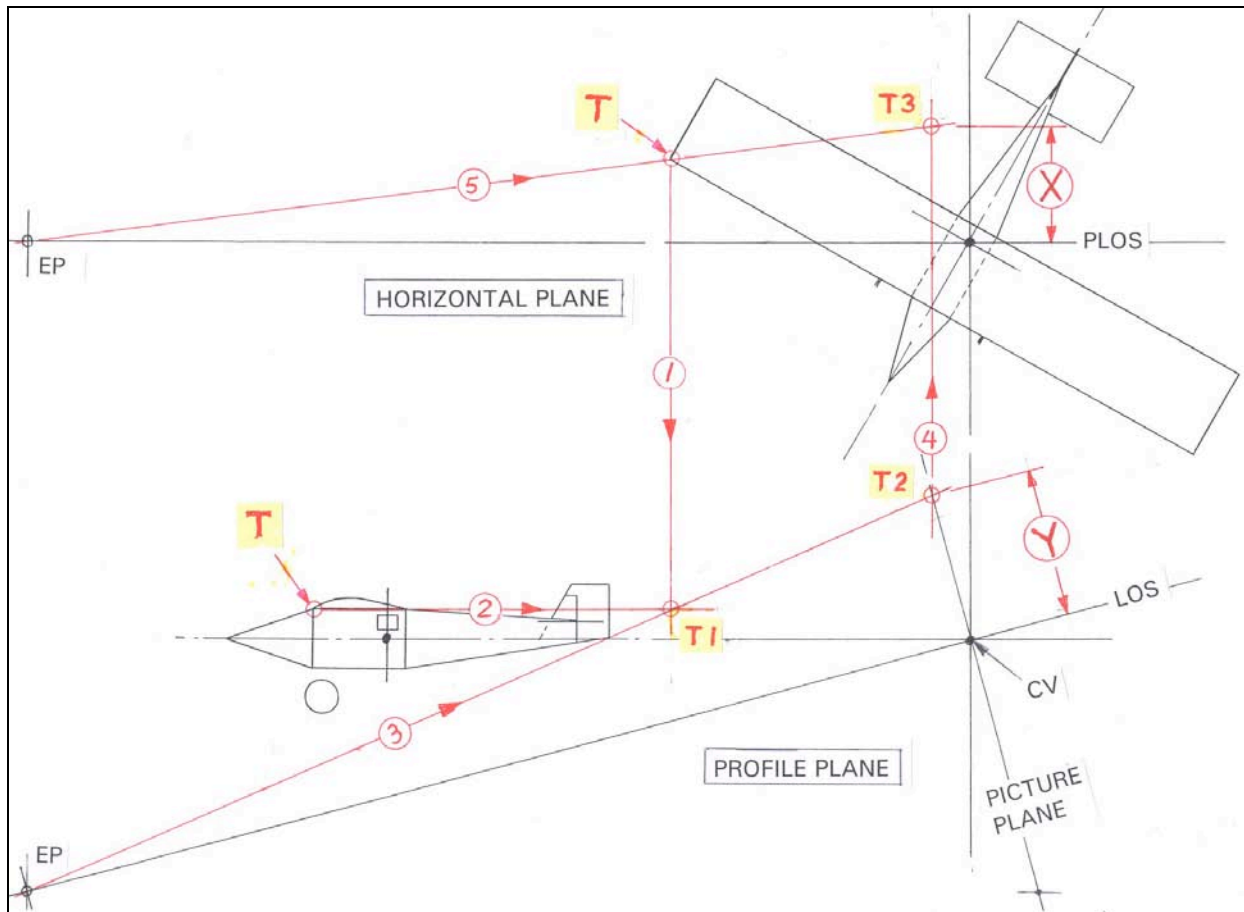 T
T3
5
X
PLOS
EP
HORIZONTAL PLANE
1
4
T2
T
Y
2
LOS
T1
CV
3
PROFILE PLANE
PICTURE
PLANE
EP